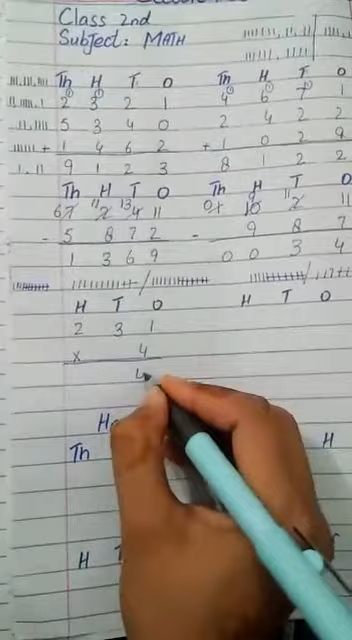 Class 2nd
Subject: MATH
Th H T O Th H T O
2 3 2 1 4 6 7 1
5 3 4 0 2 4 2 2
+ 1 4 6 2 + 1 0 2 9
9 1 2 3 8 1 2 2
Th H T O Th H T O
- 5 8 7 2 - 9 8 7
1 3 6 9 0 0 3 4
H T O H T O
2 3 1
x 4
4
Th H
H